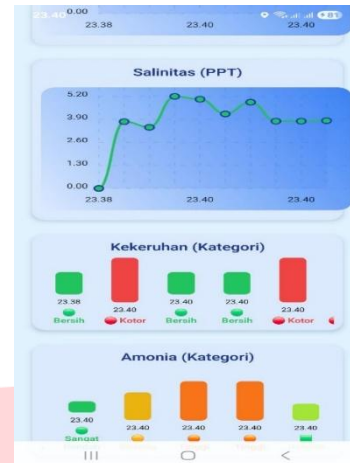 23.40 81
0.00
23.38 23.40 23.40
Salinitas (PPT)
5.20
3.90
2.60
1.30
0.00
23.38 23.40 23.40
Kekeruhan (Kategori)
23.38 23.40 23.40 23.40 23.40
Bersih Kotor Bersih Bersih Kotor
Amonia (Kategori)
23.40 23.40 23.40 23.40 23.40
Sangat